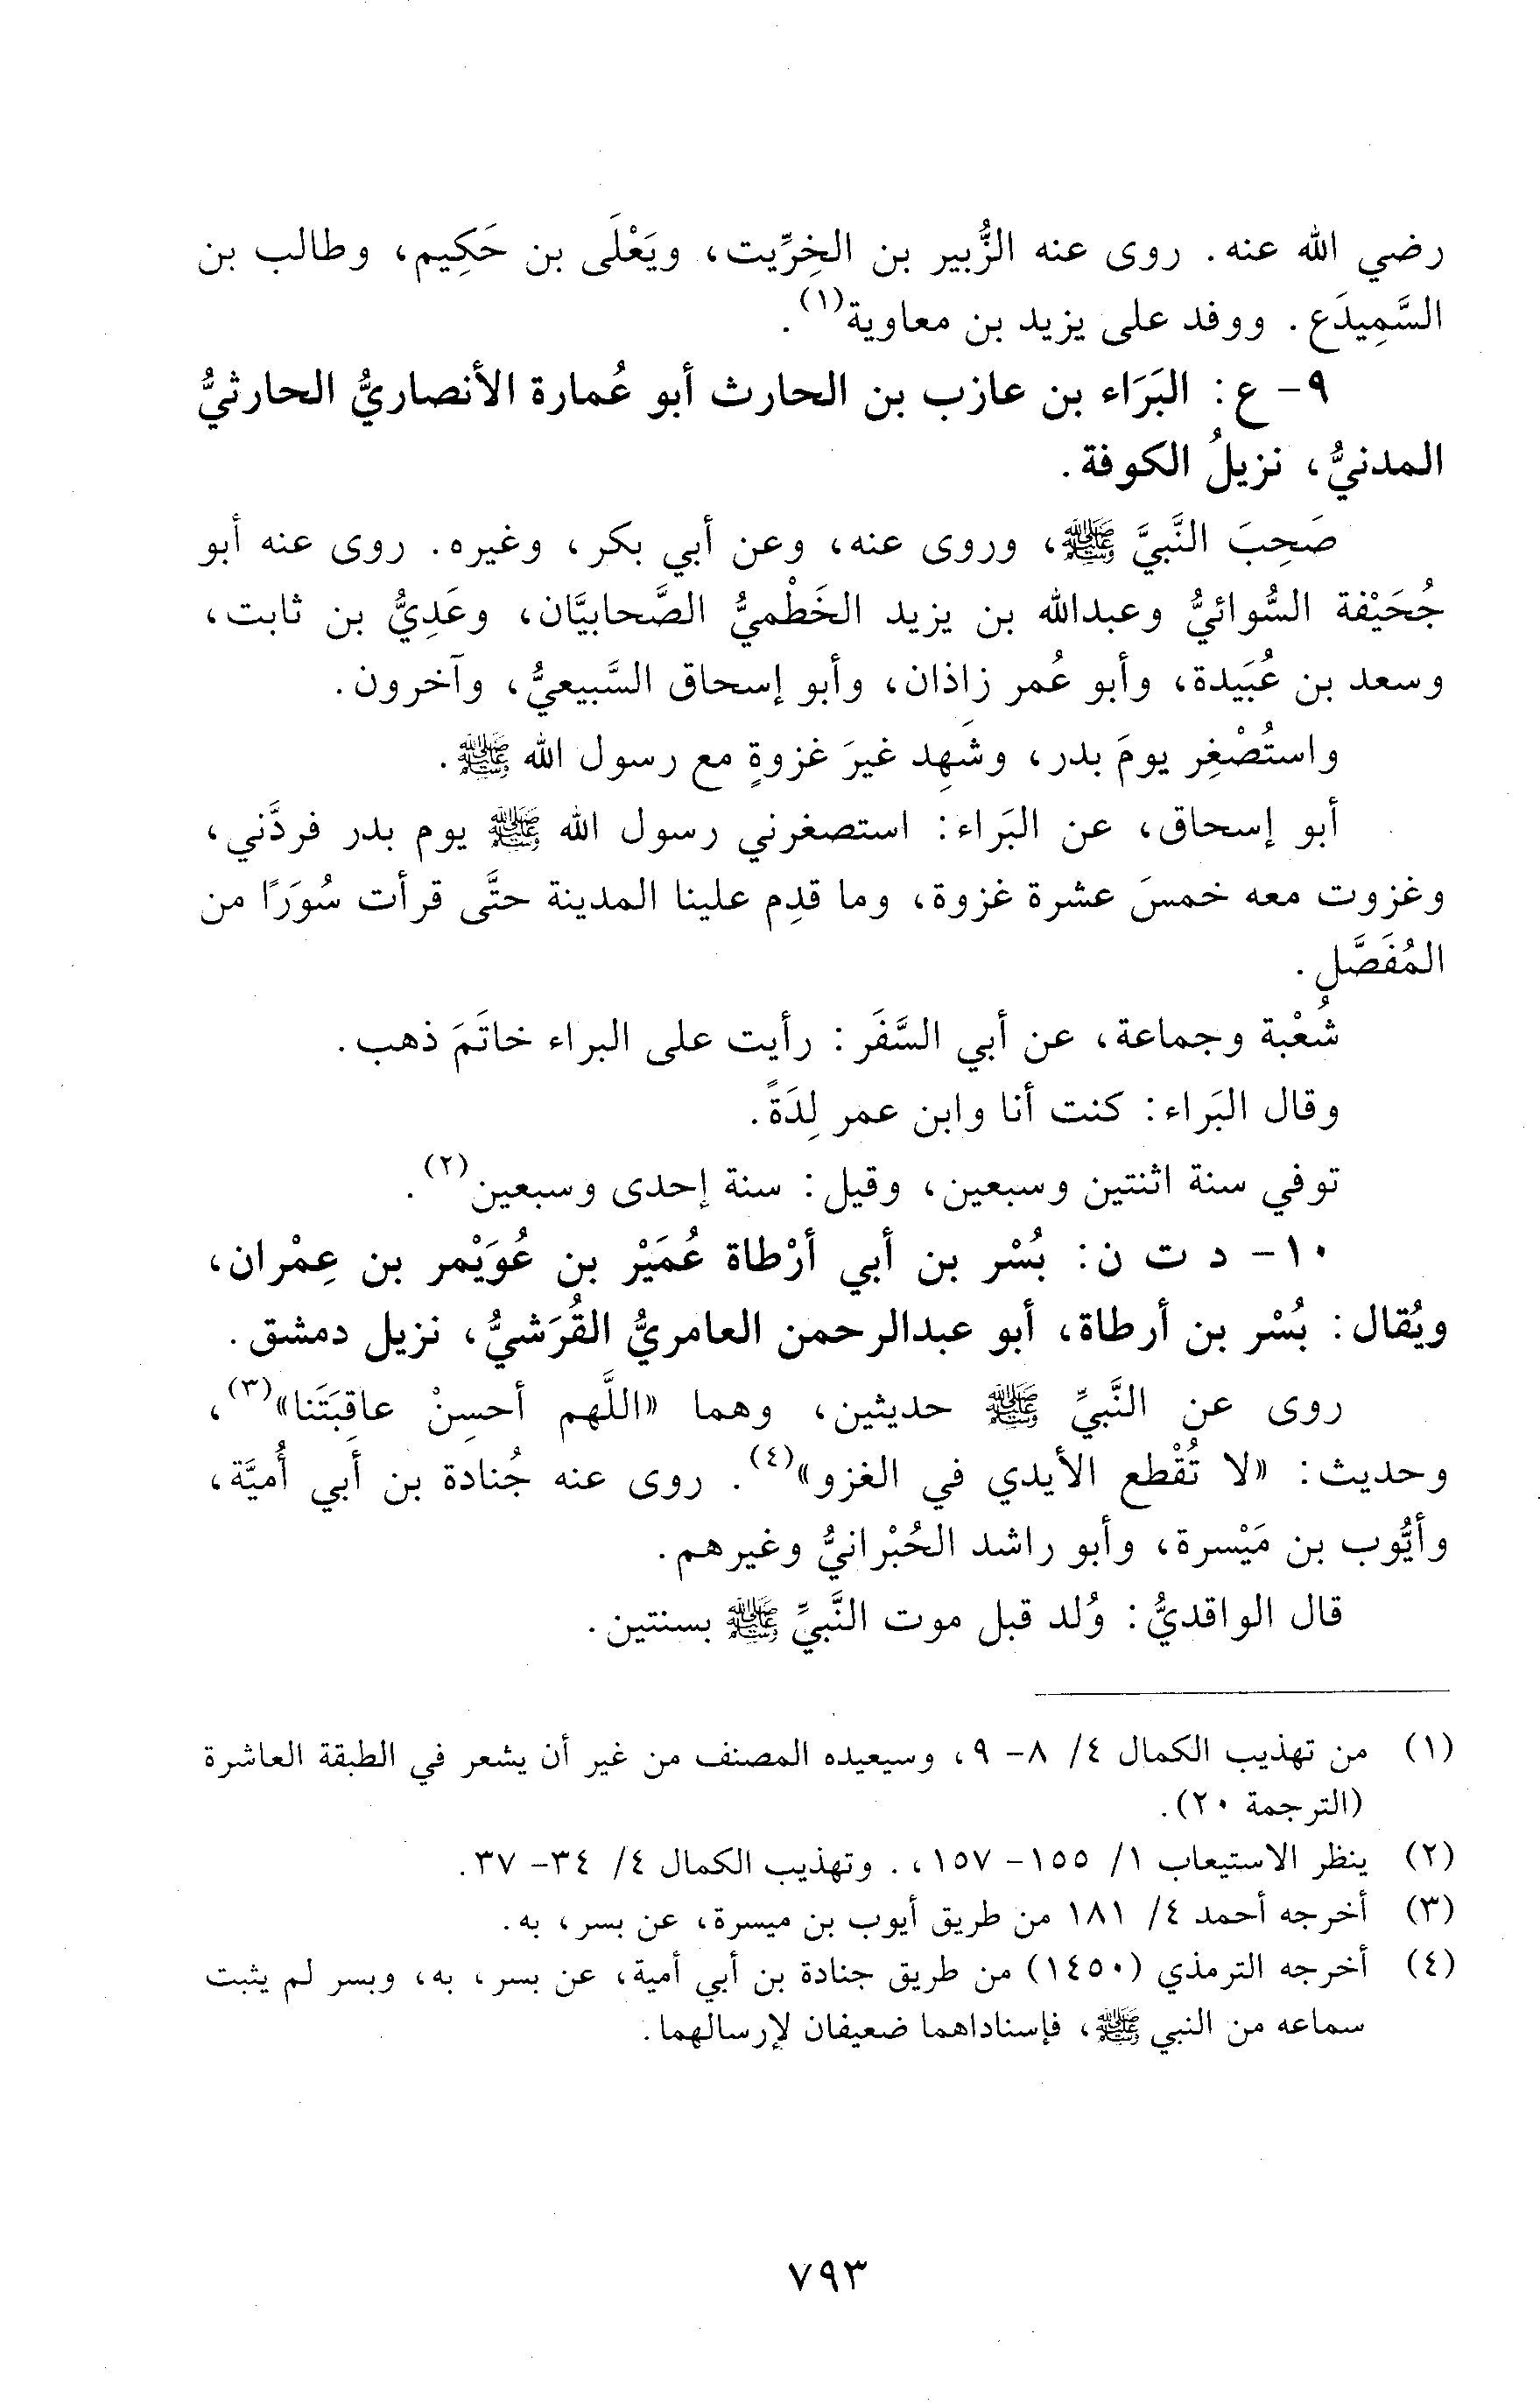 رضي الله عنه. روى عنه الزُّبير بن الخِرِّيت، ويَعْلَى بن حَكِيم، وطالب بن
السَّمِيدَع. ووفد على يزيد بن معاوية(١).
٩- ع: البَرَاء بن عازب بن الحارث أبو عُمارة الأنصاريُّ الحارثيُّ
المدنيُّ، نزيلُ الكوفة.
صَحِبَ النَّبيَّ ﷺ، وروى عنه، وعن أبي بكر، وغيره. روى عنه أبو
جُحَيْفة السُّوائيُّ وعبدالله بن يزيد الخَطْميُّ الصَّحابيَّان، وعَدِيُّ بن ثابت،
وسعد بن عُبَيدة، وأبو عُمر زاذان، وأبو إسحاق السَّبيعيُّ، وآخرون.
واستُصْغِر يومَ بدر، وشَهِد غيرَ غزوةٍ مع رسول الله ﷺ.
أبو إسحاق، عن البَراء: استصغرني رسول الله ﷺ يوم بدر فردَّني،
وغزوت معه خمسَ عشرة غزوة، وما قدِم علينا المدينة حتَّى قرأت سُوَرًا من
المُفَصَّل.
شُعْبة وجماعة، عن أبي السَّفَر: رأيت على البراء خاتَمَ ذهب.
وقال البَراء: كنت أنا وابن عمر لِدَةً.
توفي سنة اثنتين وسبعين، وقيل: سنة إحدى وسبعين(٢).
١٠- د ت ن: بُسْر بن أبي أرْطاة عُمَيْر بن عُوَيْمر بن عِمْران،
ويُقال: بُسْر بن أرطاة، أبو عبدالرحمن العامريُّ القُرَشيُّ، نزيل دمشق.
روى عن النَّبيِّ ﷺ حديثين، وهما «اللَّهم أحسِنْ عاقِبَتَنا»(٣)،
وحديث: «لا تُقْطع الأيدي في الغزو»(٤). روى عنه جُنادة بن أبي أُميَّة،
وأيُّوب بن مَيْسرة، وأبو راشد الحُبْرانيُّ وغيرهم.
قال الواقديُّ: وُلد قبل موت النَّبيِّ ﷺ بسنتين.
(١) من تهذيب الكمال ٤/ ٨- ٩، وسيعيده المصنف من غير أن يشعر في الطبقة العاشرة
(الترجمة ٢٠).
(٢) ينظر الاستيعاب ١/ ١٥٥- ١٥٧،. وتهذيب الكمال ٤/ ٣٤- ٣٧.
(٣) أخرجه أحمد ٤/ ١٨١ من طريق أيوب بن ميسرة، عن بسر، به.
(٤) أخرجه الترمذي (١٤٥٠) من طريق جنادة بن أبي أمية، عن بسر، به، وبسر لم يثبت
سماعه من النبي ﷺ، فإسناداهما ضعيفان لإرسالهما.
٧٩٣